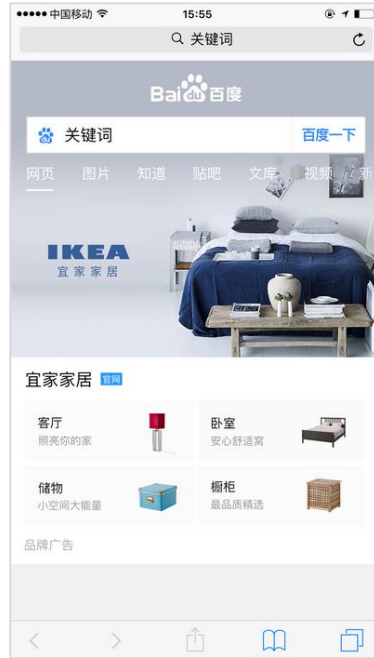 中国移动 15:55
关键词
Bai du 百度
关键词 百度一下
网页 图片 知道 贴吧 文库 视频 新
IKEA
宜家家居
宜家家居 官网
客厅 卧室
照亮你的家 安心舒适窝
储物 橱柜
小空间大能量 最品质精选
品牌广告